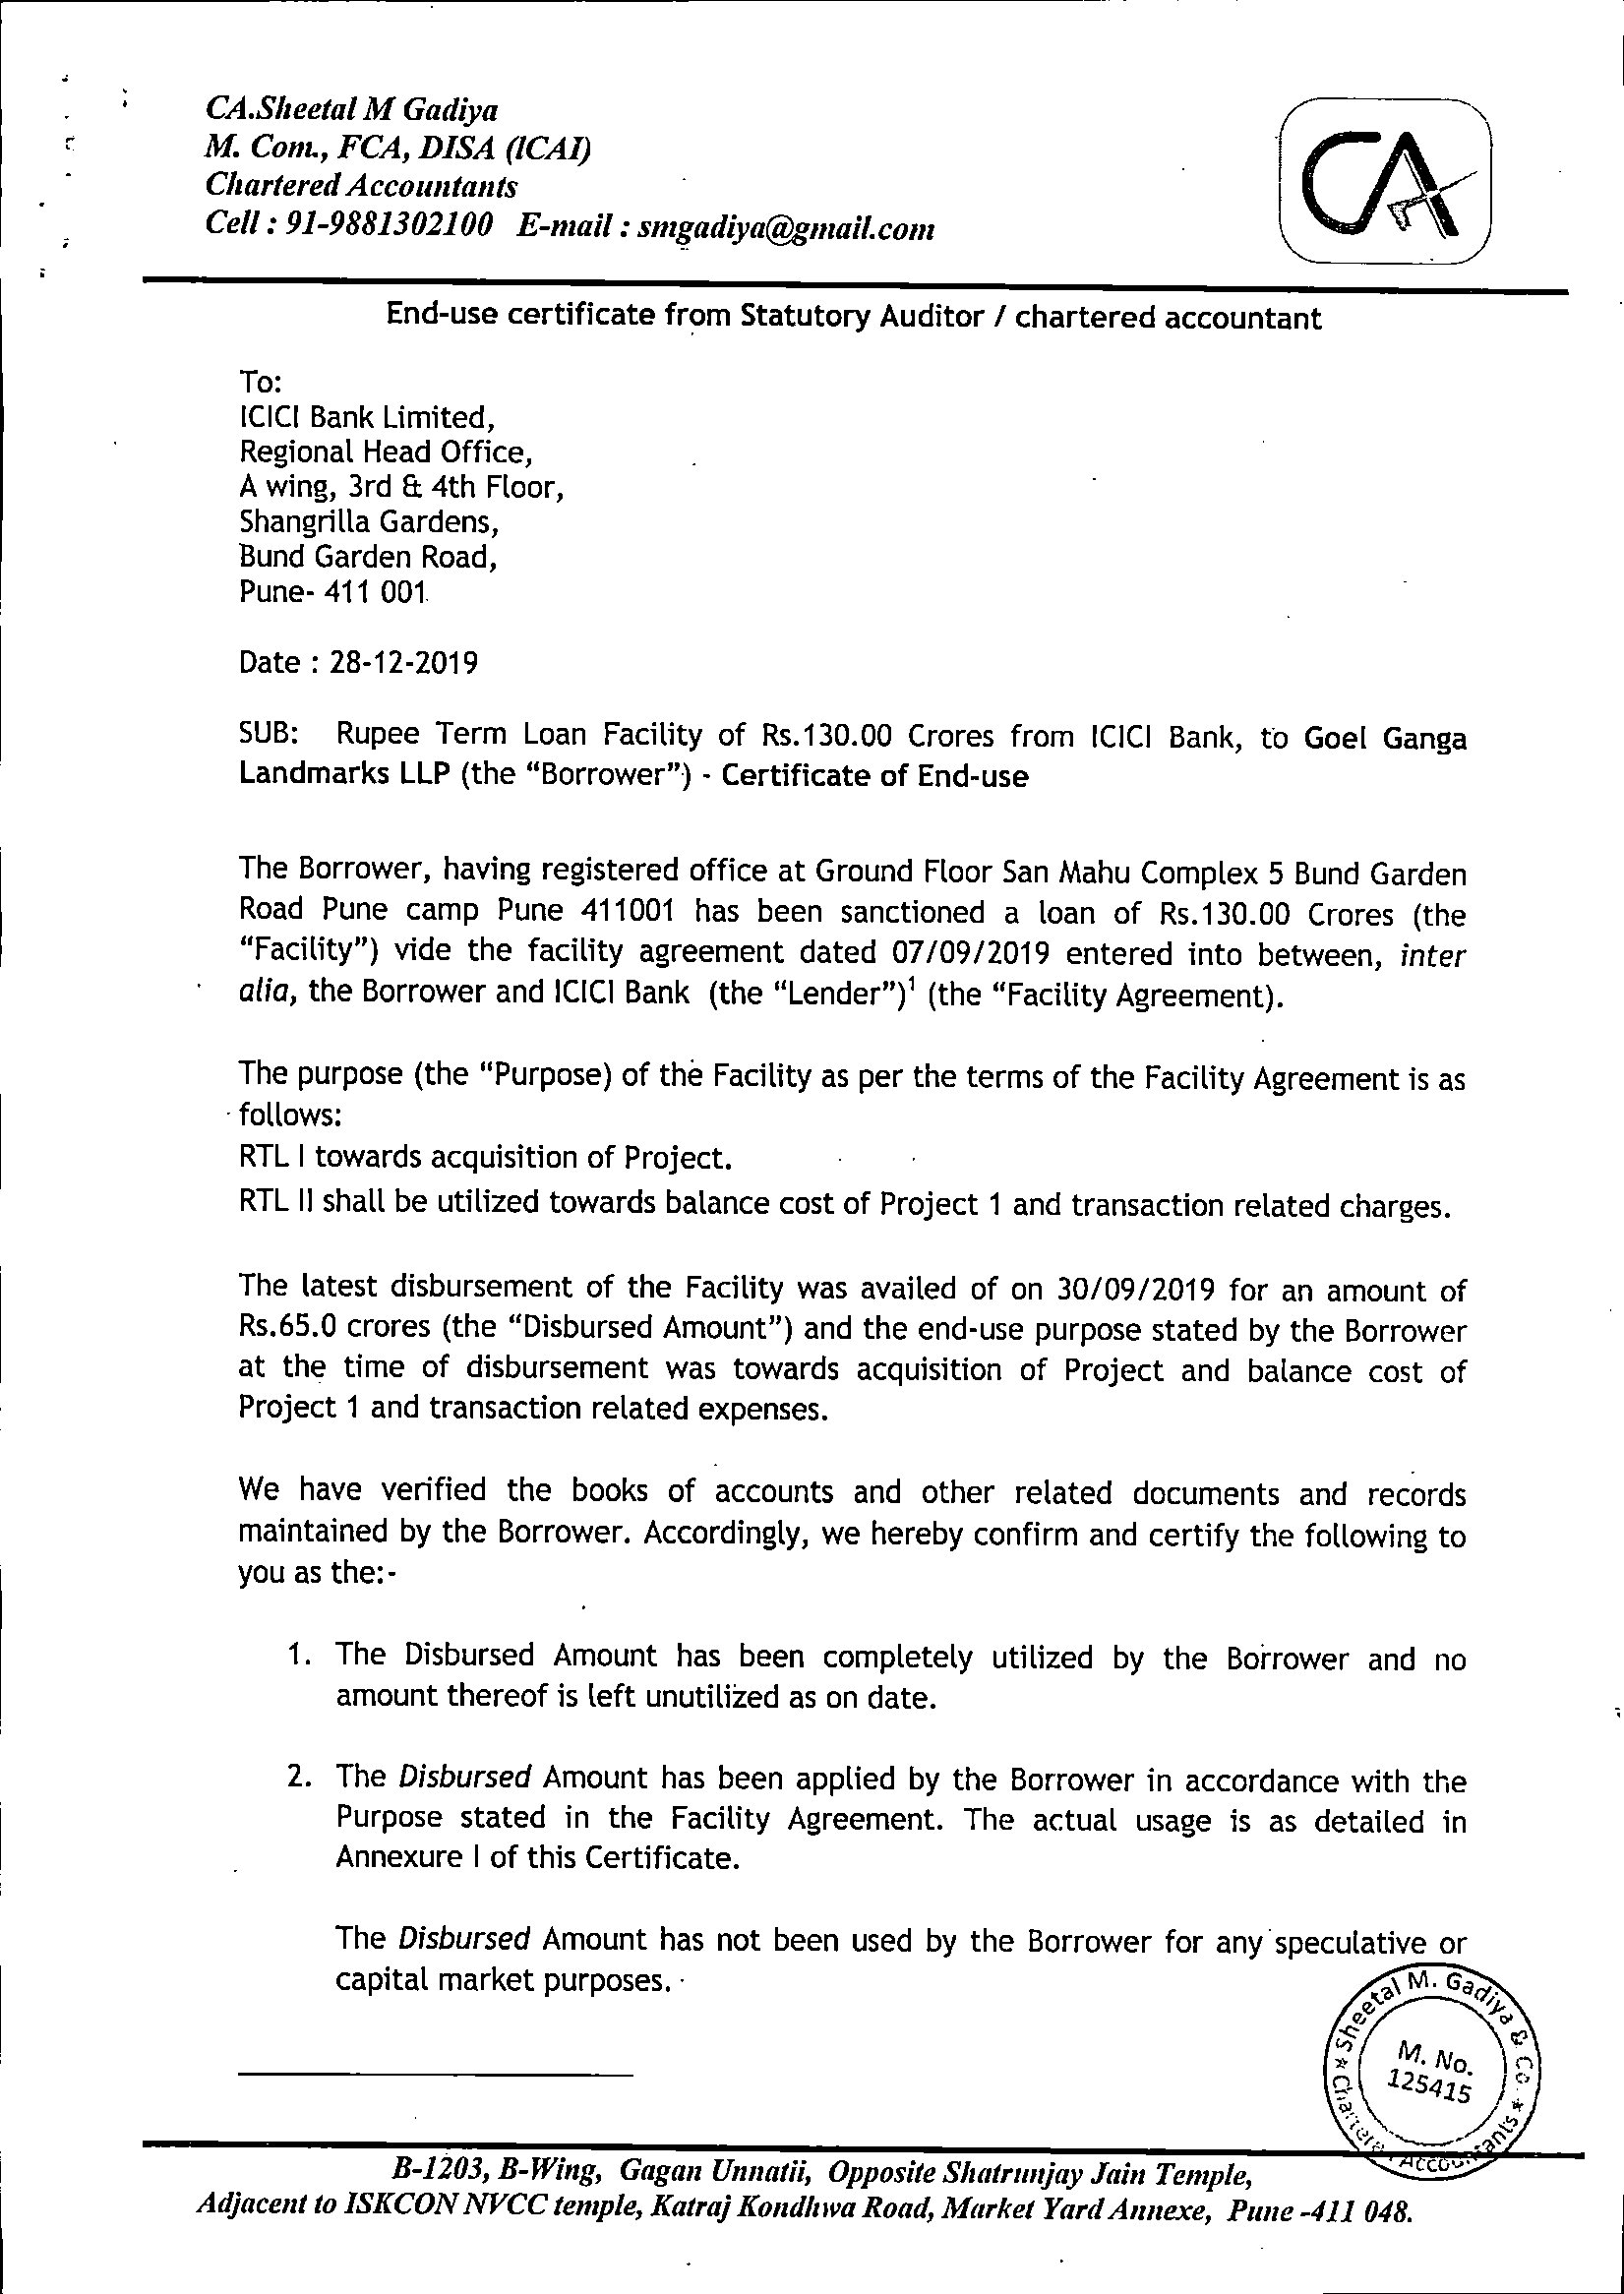 CA.Sheetal M Gadiya
M. Com., FCA, DISA (ICAI)
Chartered Accountants
Cell : 91-9881302100 E-mail : smgadiya@gmail.com
CA
End-use certificate from Statutory Auditor / chartered accountant
To:
ICICI Bank Limited,
Regional Head Office,
A wing, 3rd & 4th Floor,
Shangrilla Gardens,
Bund Garden Road,
Pune- 411 001
Date : 28-12-2019
SUB: Rupee Term Loan Facility of Rs.130.00 Crores from ICICI Bank, to Goel Ganga
Landmarks LLP (the “Borrower”) - Certificate of End-use
The Borrower, having registered office at Ground Floor San Mahu Complex 5 Bund Garden
Road Pune camp Pune 411001 has been sanctioned a loan of Rs.130.00 Crores (the
“Facility”) vide the facility agreement dated 07/09/2019 entered into between, inter
alia, the Borrower and ICICI Bank (the “Lender”)¹ (the “Facility Agreement).
The purpose (the “Purpose) of the Facility as per the terms of the Facility Agreement is as
follows:
RTL I towards acquisition of Project.
RTL II shall be utilized towards balance cost of Project 1 and transaction related charges.
The latest disbursement of the Facility was availed of on 30/09/2019 for an amount of
Rs.65.0 crores (the “Disbursed Amount”) and the end-use purpose stated by the Borrower
at the time of disbursement was towards acquisition of Project and balance cost of
Project 1 and transaction related expenses.
We have verified the books of accounts and other related documents and records
maintained by the Borrower. Accordingly, we hereby confirm and certify the following to
you as the:-
1. The Disbursed Amount has been completely utilized by the Borrower and no
amount thereof is left unutilized as on date.
2. The Disbursed Amount has been applied by the Borrower in accordance with the
Purpose stated in the Facility Agreement. The actual usage is as detailed in
Annexure I of this Certificate.
The Disbursed Amount has not been used by the Borrower for any speculative or
capital market purposes.
Sheetal M. Gadiya & Co.
M. No.
125415
B-1203, B-Wing, Gagan Unnatii, Opposite Shatrunjay Jain Temple,
Adjacent to ISKCON NVCC temple, Katraj Kondhwa Road, Market Yard Annexe, Pune -411 048.